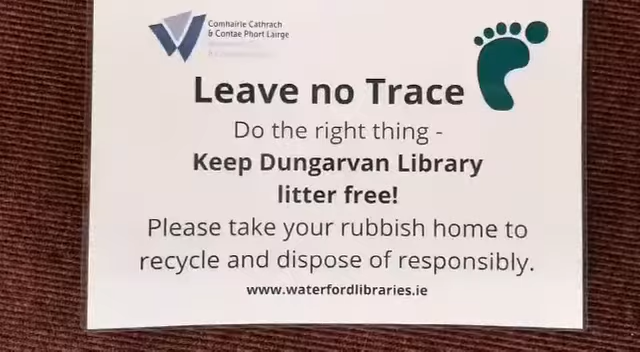 Comhairle Cathrach
& Contae Phort Láirge
Leave no Trace
Do the right thing -
Keep Dungarvan Library
litter free!
Please take your rubbish home to
recycle and dispose of responsibly.
www.waterfordlibraries.ie